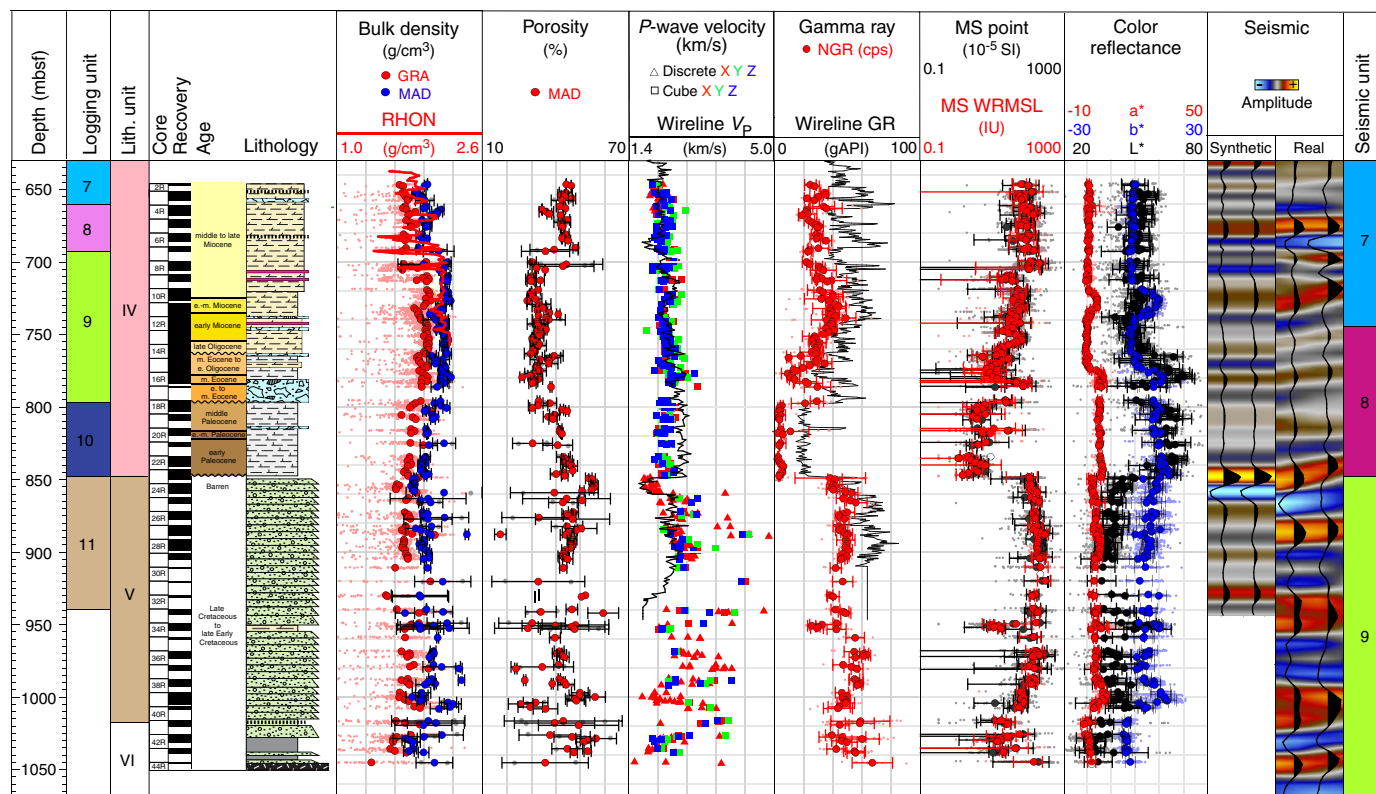 Depth (mbsf)
Logging unit
Lith. unit
Core
Recovery
Age
Lithology
Bulk density
(g/cm³)
GRA
MAD
RHON
1.0 (g/cm³) 2.6
Porosity
(%)
MAD
10 70
P-wave velocity
(km/s)
Discrete X Y Z
Cube X Y Z
Wireline VP
1.4 (km/s) 5.0
Gamma ray
NGR (cps)
Wireline GR
0 (gAPI) 100
MS point
(10⁻⁵ SI)
0.1 1000
MS WRMSL
(IU)
0.1 1000
Color
reflectance
-10 a* 50
-30 b* 30
20 L* 80
Seismic
- +
Amplitude
Synthetic Real
Seismic unit
650
700
750
800
850
900
950
1000
1050
7
8
9
10
11
IV
V
VI
2R
4R
6R
8R
10R
12R
14R
16R
18R
20R
22R
24R
26R
28R
30R
32R
34R
36R
38R
40R
42R
44R
middle to late
Miocene
e.-m. Miocene
early Miocene
late Oligocene
m. Eocene to
e. Oligocene
m. Eocene
e. to
m. Eocene
middle
Paleocene
e.-m. Paleocene
early
Paleocene
Barren
Late
Cretaceous
to
late Early
Cretaceous
7
8
9